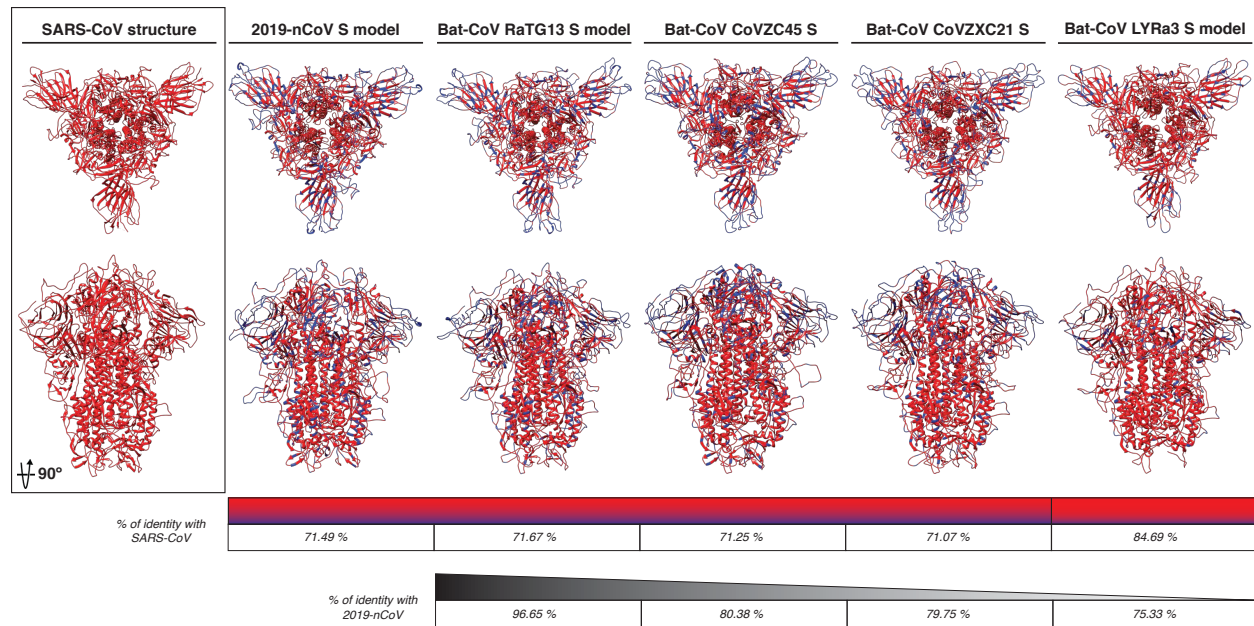 SARS-CoV structure
2019-nCoV S model
Bat-CoV RaTG13 S model
Bat-CoV CoVZC45 S
Bat-CoV CoVZXC21 S
Bat-CoV LYRa3 S model
90°
% of identity with
SARS-CoV
71.49 %
71.67 %
71.25 %
71.07 %
84.69 %
% of identity with
2019-nCoV
96.65 %
80.38 %
79.75 %
75.33 %